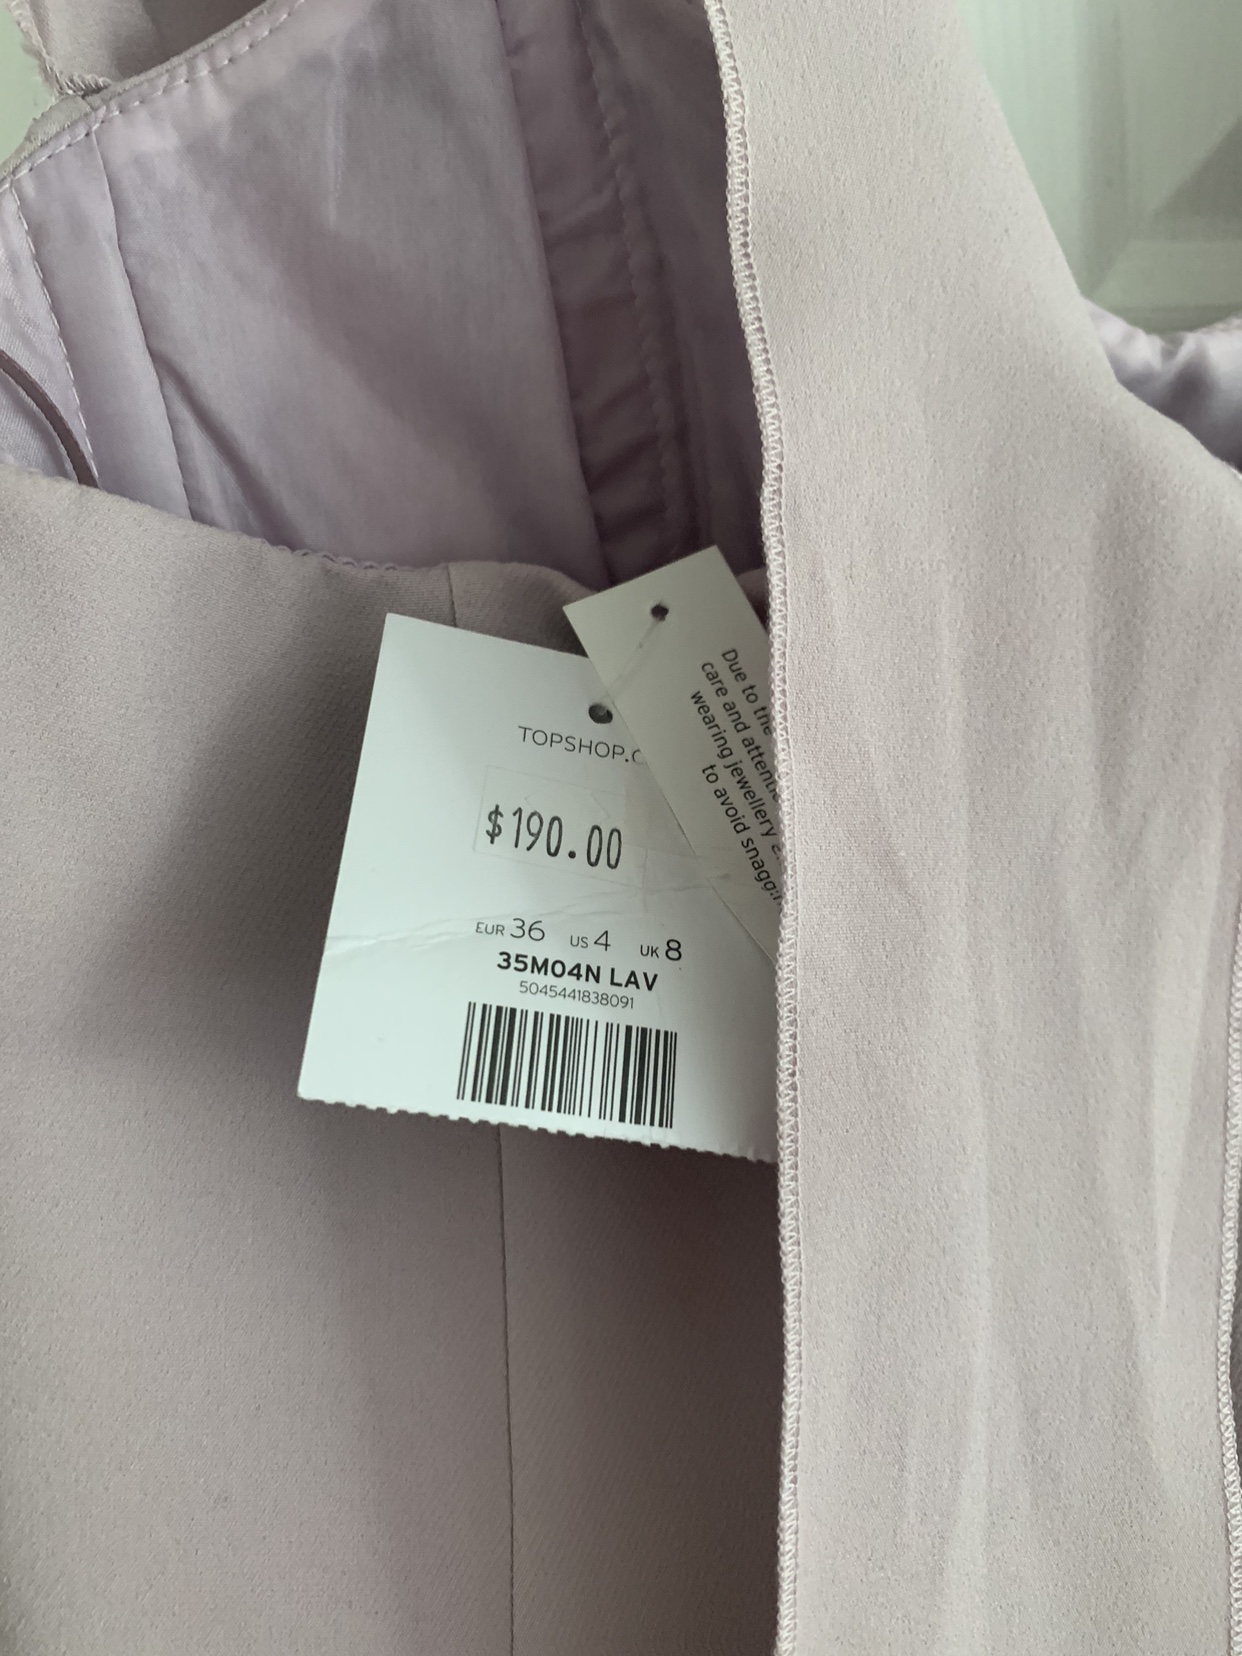 TOPSHOP.C
$190.00
EUR 36 US 4 UK 8
35M04N LAV
5045441838091
Due to the
care and attenti
wearing jewellery
to avoid snaggin